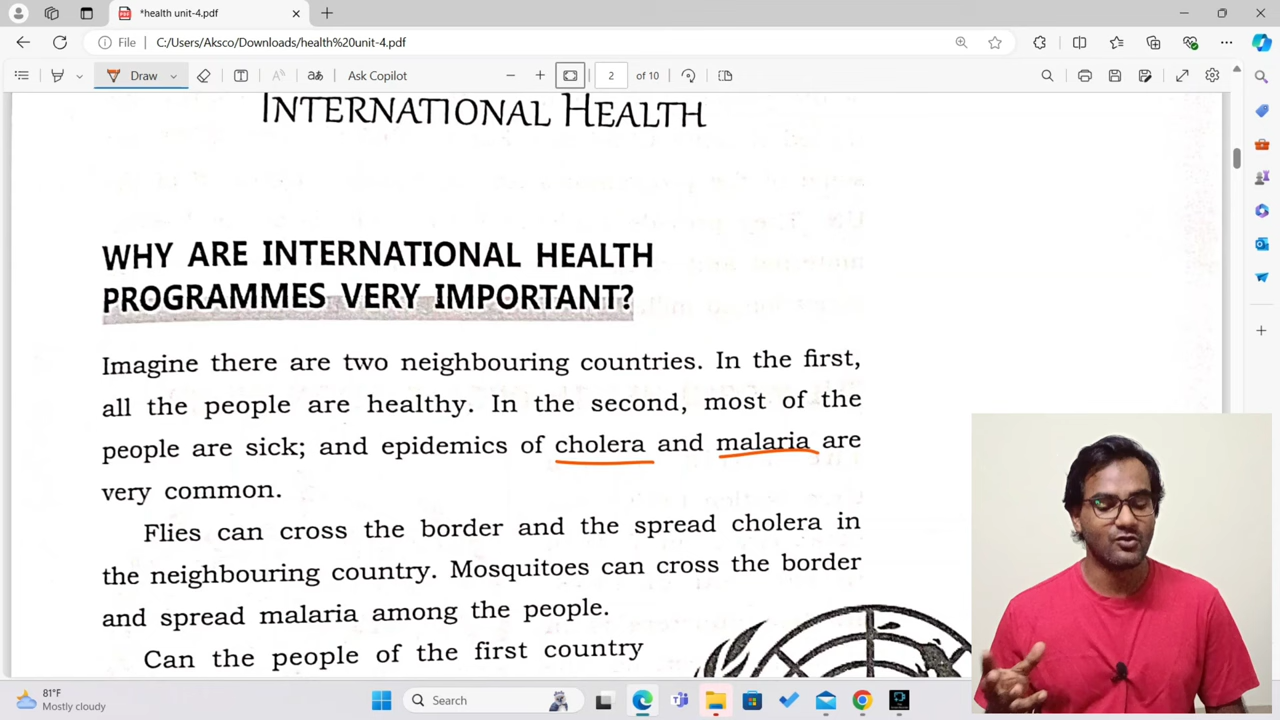 *health unit-4.pdf
File
C:/Users/Aksco/Downloads/health%20unit-4.pdf
Draw
Ask Copilot
2
of 10
INTERNATIONAL HEALTH
WHY ARE INTERNATIONAL HEALTH
PROGRAMMES VERY IMPORTANT?
Imagine there are two neighbouring countries. In the first,
all the people are healthy. In the second, most of the
people are sick; and epidemics of cholera and malaria are
very common.
Flies can cross the border and the spread cholera in
the neighbouring country. Mosquitoes can cross the border
and spread malaria among the people.
Can the people of the first country
81°F
Mostly cloudy
Search